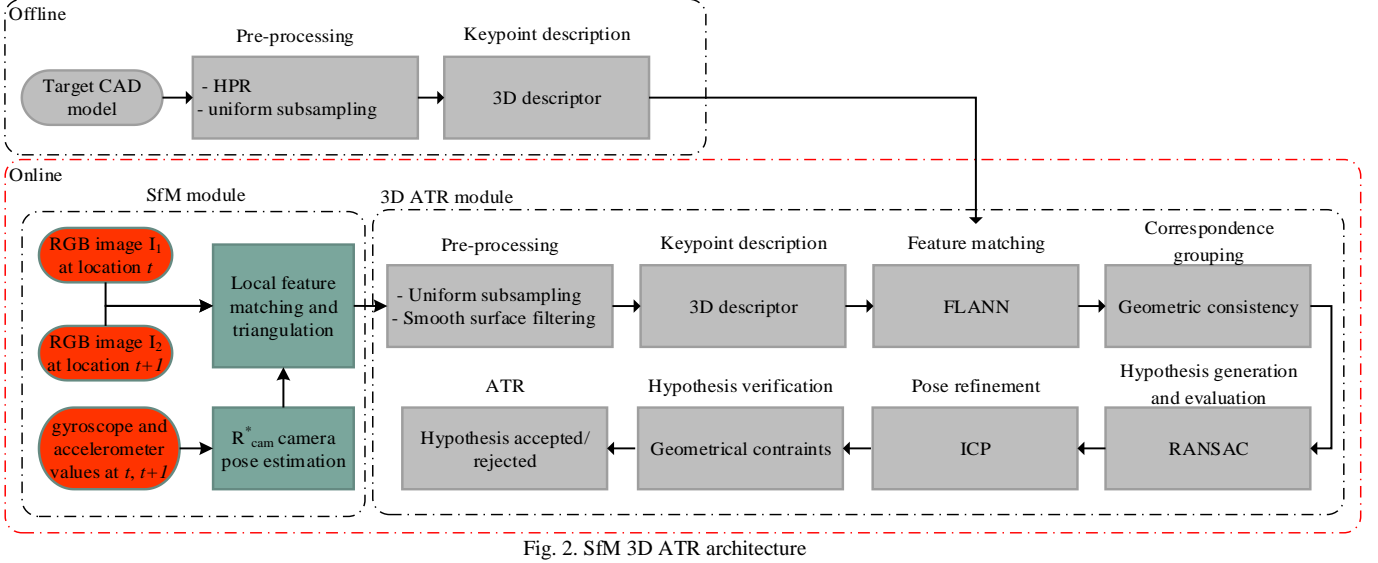 Offline
Pre-processing
Keypoint description
Target CAD
model
- HPR
- uniform subsampling
3D descriptor
Online
SfM module
3D ATR module
RGB image I1
at location t
RGB image I2
at location t+1
gyroscope and
accelerometer
values at t, t+1
Local feature
matching and
triangulation
R*cam camera
pose estimation
Pre-processing
- Uniform subsampling
- Smooth surface filtering
Keypoint description
3D descriptor
Feature matching
FLANN
Correspondence
grouping
Geometric consistency
Hypothesis generation
and evaluation
RANSAC
Pose refinement
ICP
Hypothesis verification
Geometrical contraints
ATR
Hypothesis accepted/
rejected
Fig. 2. SfM 3D ATR architecture